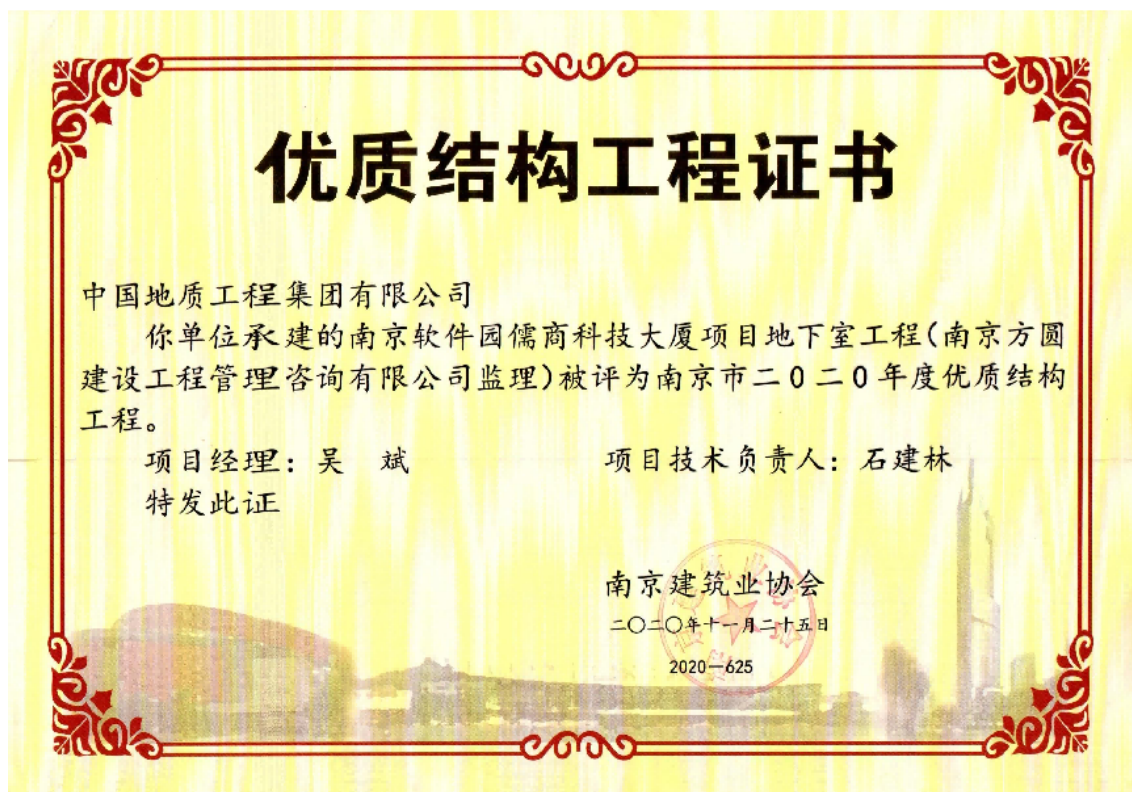 优质结构工程证书
中国地质工程集团有限公司
你单位承建的南京软件园儒商科技大厦项目地下室工程(南京方圆
建设工程管理咨询有限公司监理)被评为南京市二0二0年度优质结构
工程。
项目经理:吴 斌 项目技术负责人:石建林
特发此证
南京建筑业协会
二〇二〇年十一月二十五日
2020-625